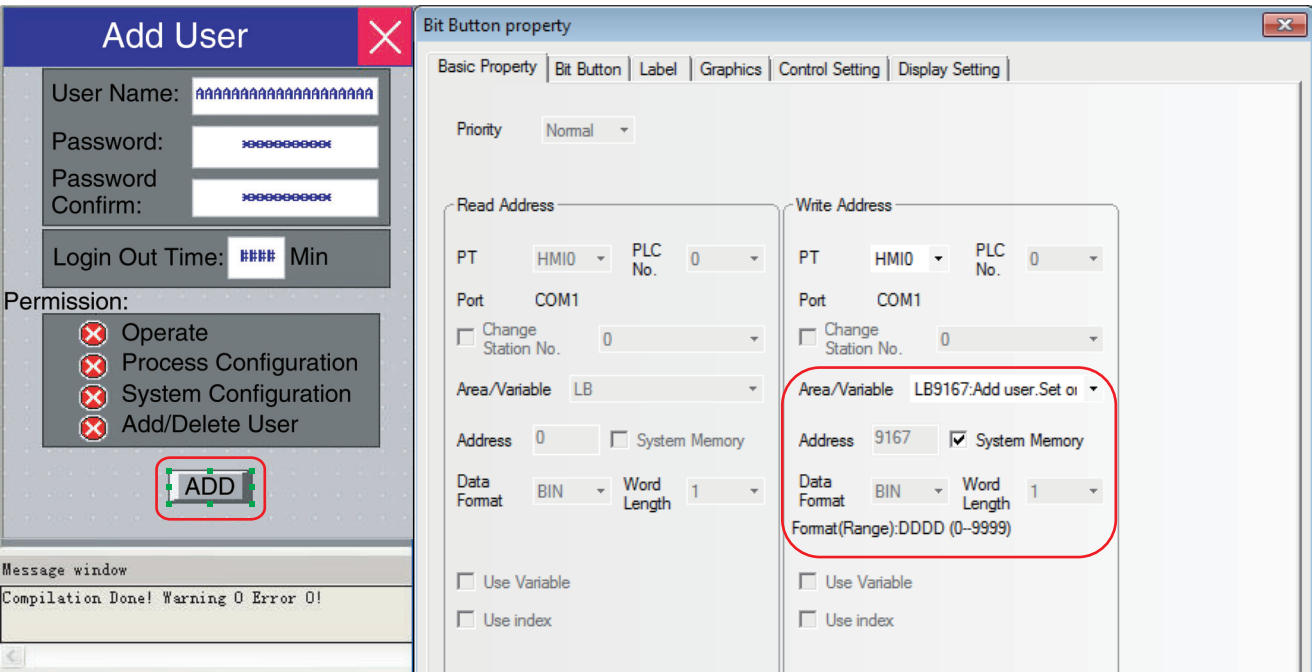 Add User
User Name: AAAAAAAAAAAAAAAAAAAA
Password: **********
Password
Confirm: **********
Login Out Time: #### Min
Permission:
Operate
Process Configuration
System Configuration
Add/Delete User
ADD
Message window
Compilation Done! Warning 0 Error 0!
Bit Button property
Basic Property Bit Button Label Graphics Control Setting Display Setting
Priority Normal
Read Address
PT HMI0 PLC No. 0
Port COM1
Change Station No. 0
Area/Variable LB
Address 0 System Memory
Data Format BIN Word Length 1
Use Variable
Use index
Write Address
PT HMI0 PLC No. 0
Port COM1
Change Station No. 0
Area/Variable LB9167:Add user.Set
Address 9167 System Memory
Data Format BIN Word Length 1
Format(Range):DDDD (0--9999)
Use Variable
Use index